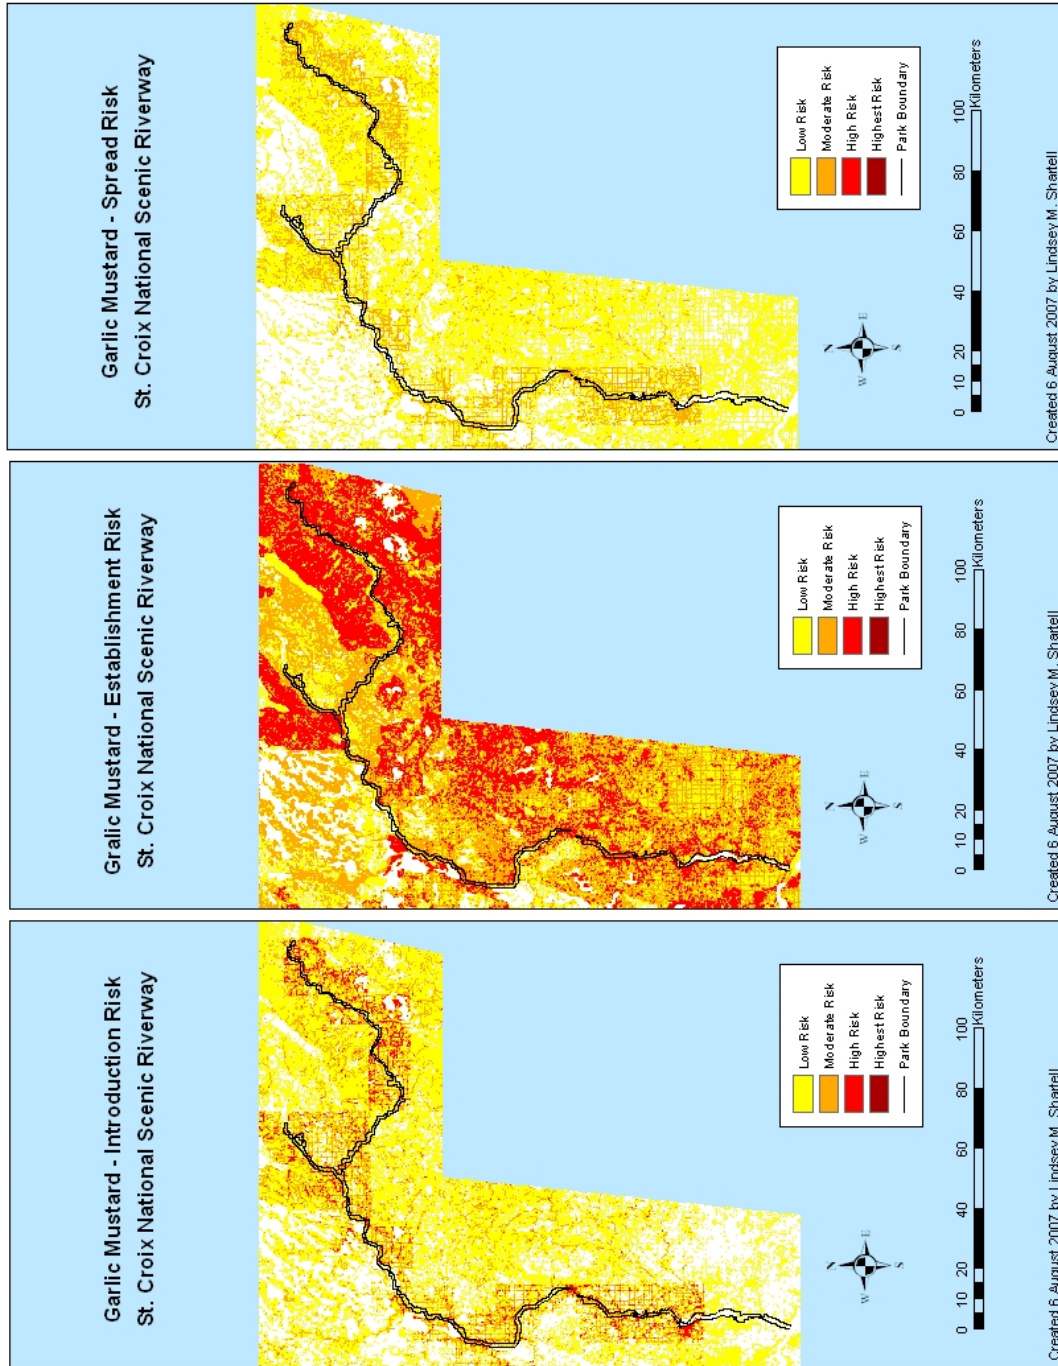 Garlic Mustard - Spread Risk
St. Croix National Scenic Riverway
Low Risk
Moderate Risk
High Risk
Highest Risk
Park Boundary
N
W E
S
0 10 20 40 60 80 100
Kilometers
Created 6 August 2007 by Lindsey M. Shartell
Gralic Mustard - Establishment Risk
St. Croix National Scenic Riverway
Low Risk
Moderate Risk
High Risk
Highest Risk
Park Boundary
N
W E
S
0 10 20 40 60 80 100
Kilometers
Created 6 August 2007 by Lindsey M. Shartell
Garlic Mustard - Introduction Risk
St. Croix National Scenic Riverway
Low Risk
Moderate Risk
High Risk
Highest Risk
Park Boundary
N
W E
S
0 10 20 40 60 80 100
Kilometers
Created 6 August 2007 by Lindsey M. Shartell